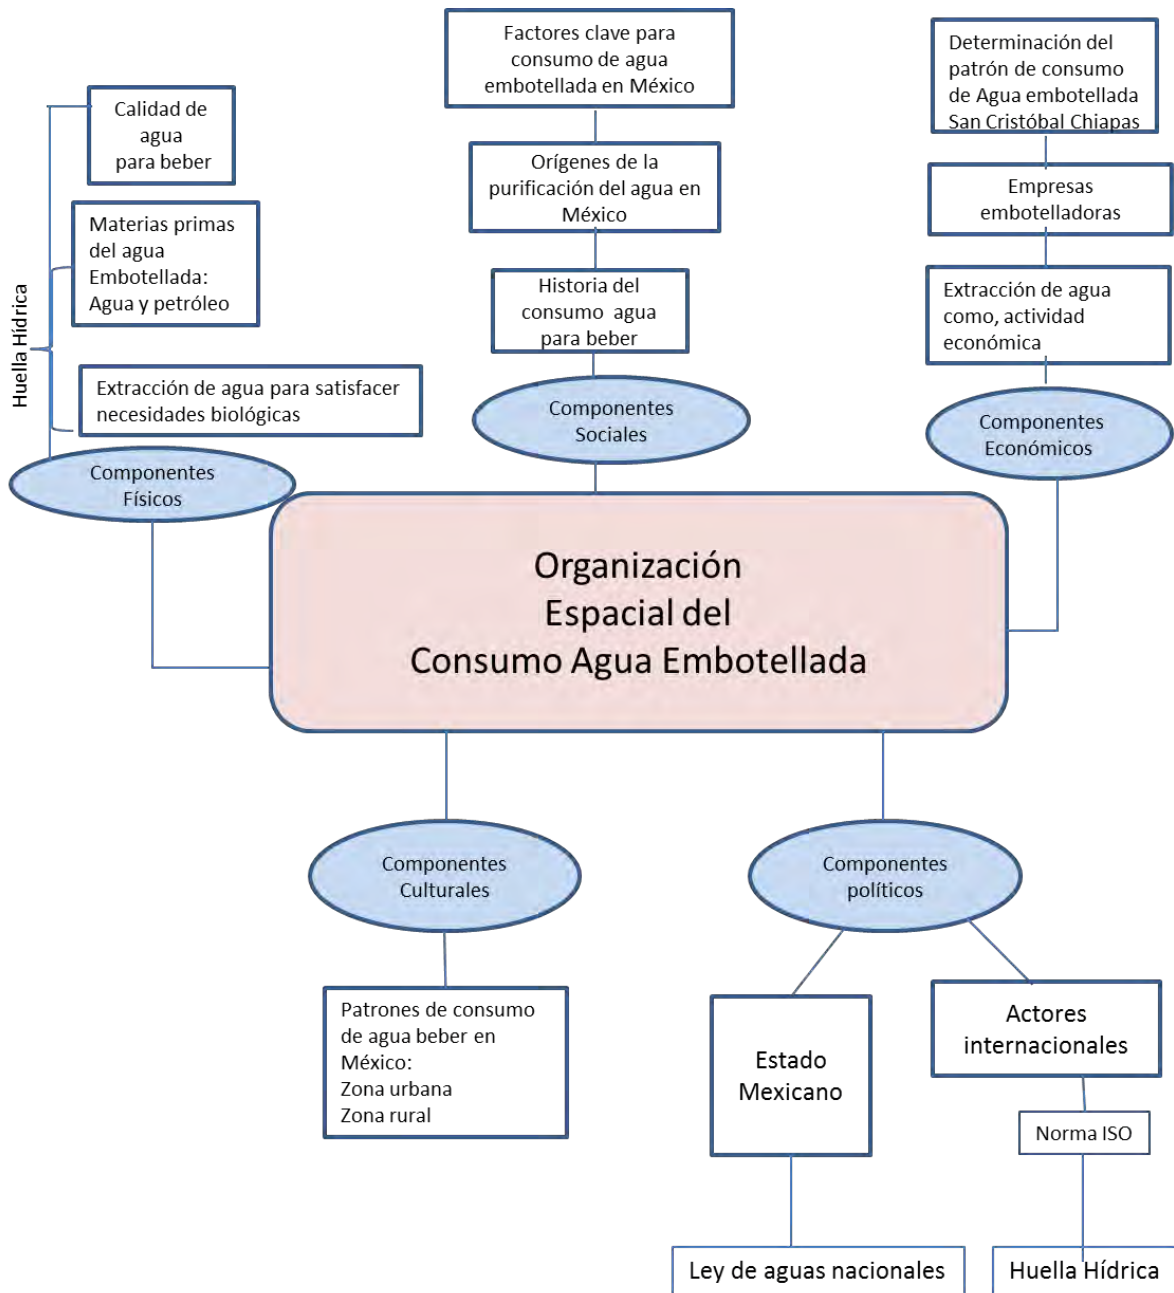 Factores clave para
consumo de agua
embotellada en México
Determinación del
patrón de consumo
de Agua embotellada
San Cristóbal Chiapas
Calidad de
agua
para beber
Orígenes de la
purificación del agua en
México
Empresas
embotelladoras
Materias primas
del agua
Embotellada:
Agua y petróleo
Huella Hídrica
Historia del
consumo agua
para beber
Extracción de agua
como, actividad
económica
Extracción de agua para satisfacer
necesidades biológicas
Componentes
Sociales
Componentes
Económicos
Componentes
Físicos
Organización
Espacial del
Consumo Agua Embotellada
Componentes
Culturales
Componentes
políticos
Patrones de consumo
de agua beber en
México:
Zona urbana
Zona rural
Estado
Mexicano
Actores
internacionales
Norma ISO
Ley de aguas nacionales
Huella Hídrica